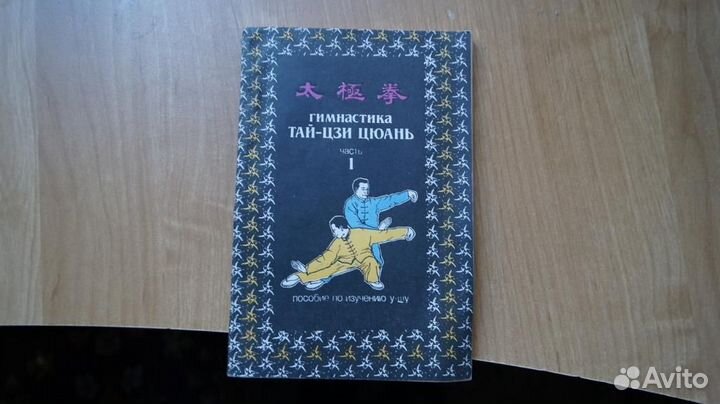 太極拳
ГИМНАСТИКА
ТАЙ-ЦЗИ ЦЮАНЬ
часть
I
пособие по изучению у-шу
Avito